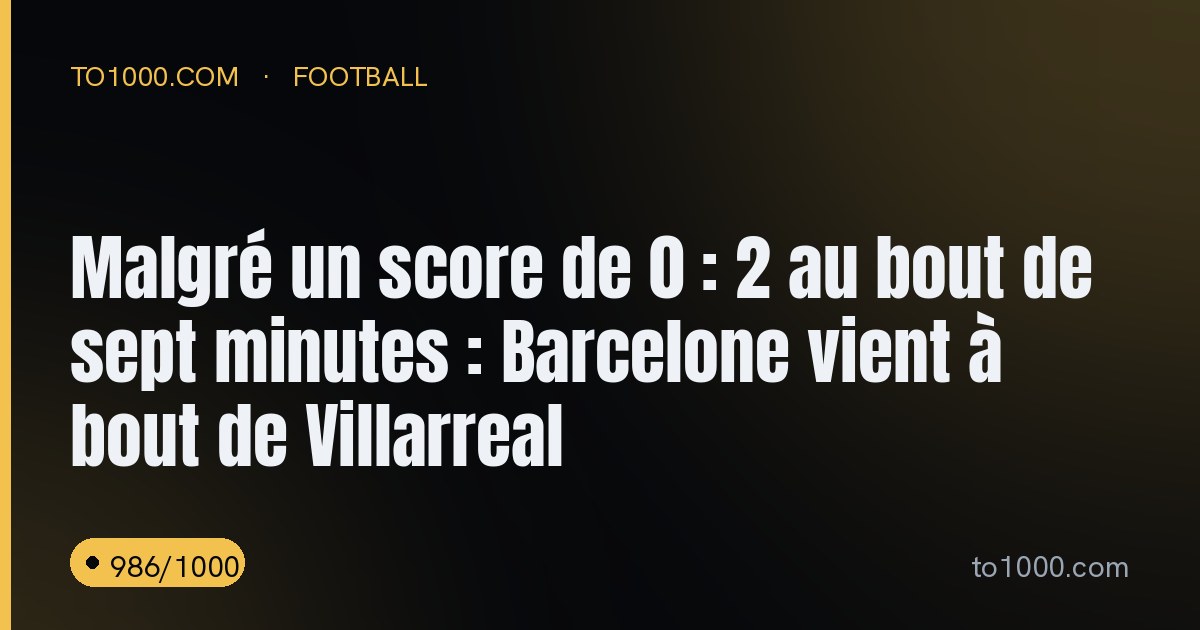 TO1000.COM · FOOTBALL
Malgré un score de 0 : 2 au bout de
sept minutes : Barcelone vient à
bout de Villarreal
986/1000
to1000.com